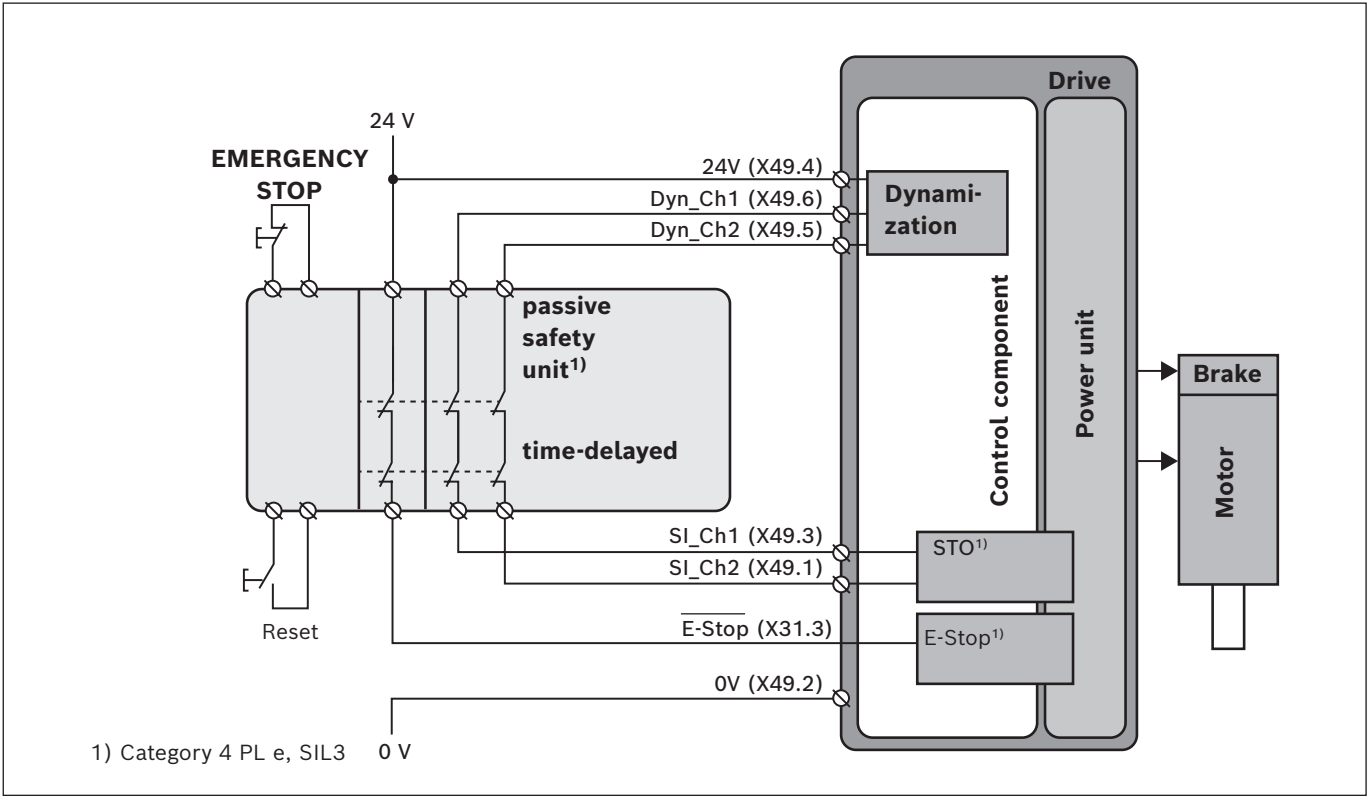 Drive
24 V
EMERGENCY
STOP
24V (X49.4)
Dyn_Ch1 (X49.6)
Dyn_Ch2 (X49.5)
Dynami-
zation
passive
safety
unit¹⁾
time-delayed
Control component
Power unit
Brake
Motor
SI_Ch1 (X49.3)
SI_Ch2 (X49.1)
STO¹⁾
E-Stop (X31.3)
E-Stop¹⁾
Reset
0V (X49.2)
1) Category 4 PL e, SIL3
0 V